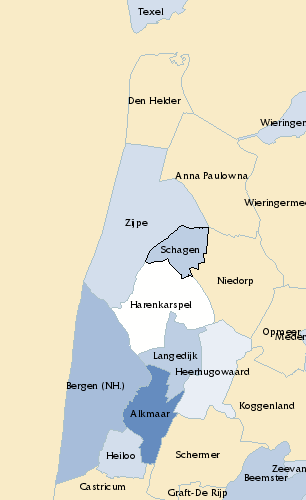 Texel
Den Helder
Wieringen
Anna Paulowna
Wieringermee
Zijpe
Schagen
Niedorp
Harenkarspel
Opmeer
Medem
Langedijk
Heerhugowaard
Bergen (NH.)
Koggenland
Alkmaar
Heiloo
Schermer
Zeevan
Beemster
Castricum
Graft-De Rijp